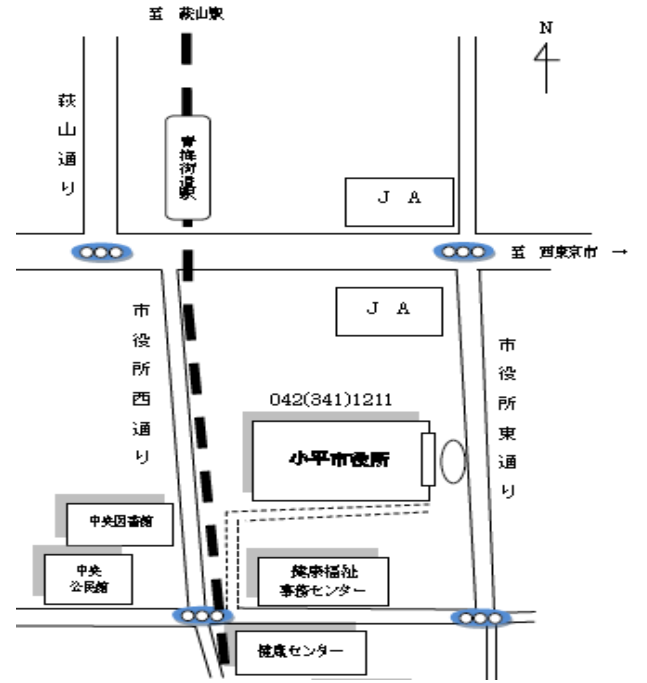 至 萩山駅
N
萩山通り
青梅街道駅
J A
至 西東京市 →
J A
市役所西通り
市役所東通り
042(341)1211
小平市役所
中央図書館
中央
公民館
健康福祉
事務センター
健康センター